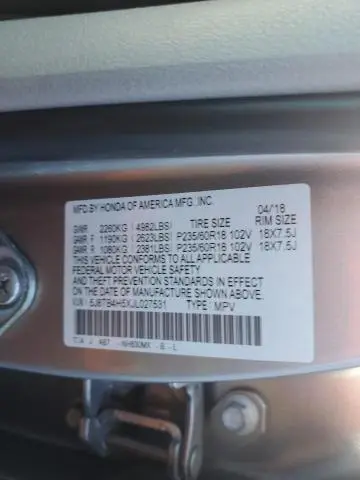 MFD.BY HONDA OF AMERICA MFG.,INC. 04/18
GVWR 2260KG (4982LBS) TIRE SIZE RIM SIZE
GAWR F 1190KG (2623LBS) P235/60R18 102V 18X7.5J
GAWR R 1080KG (2381LBS) P235/60R18 102V 18X7.5J
THIS VEHICLE CONFORMS TO ALL APPLICABLE
FEDERAL MOTOR VEHICLE SAFETY AND
THEFT PREVENTION STANDARDS IN EFFECT ON
THE DATE OF MANUFACTURE SHOWN ABOVE.
V.I.N.: 5J8TB4H5XJL027531 TYPE: MPV